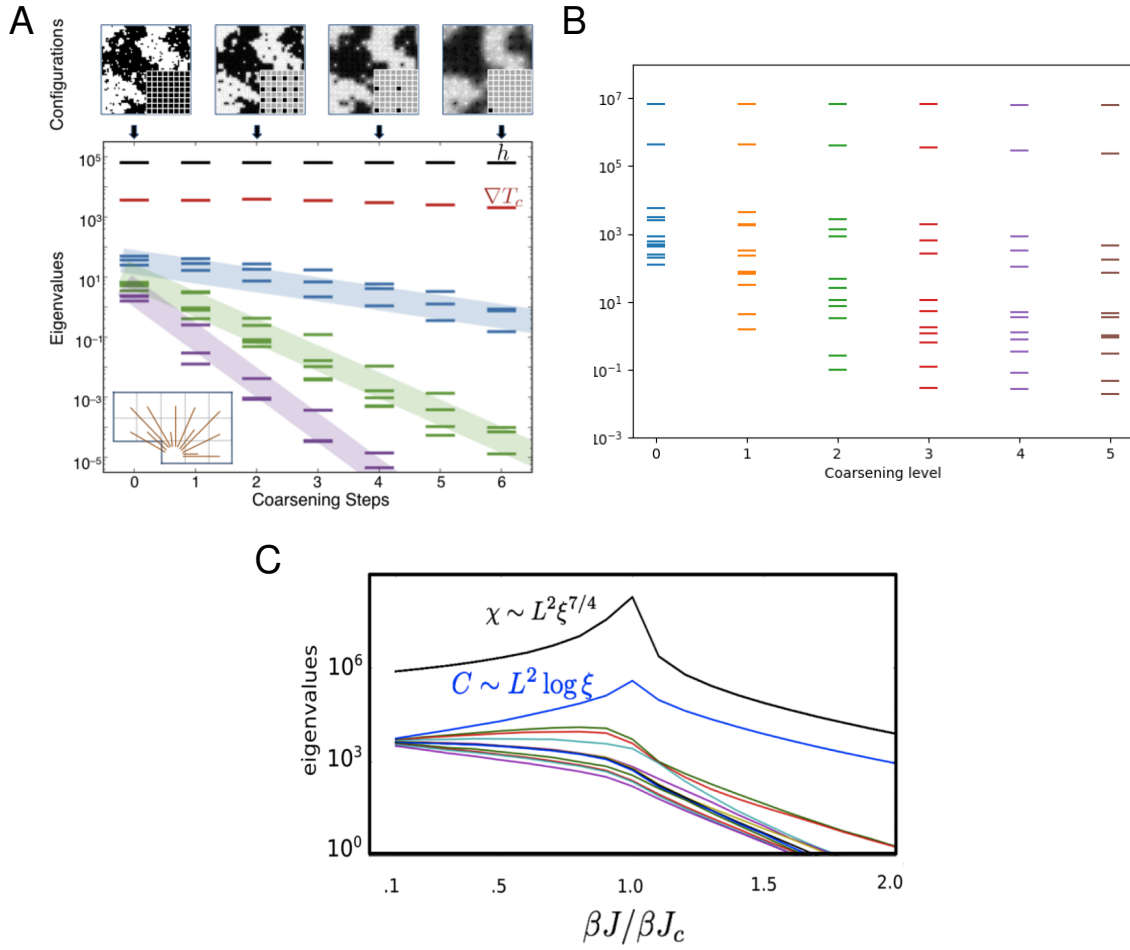 A
B
Configurations
Eigenvalues
10^5
10^3
10^1
10^-1
10^-3
10^-5
h
∇T_c
0 1 2 3 4 5 6
Coarsening Steps
10^7
10^5
10^3
10^1
10^-1
10^-3
0 1 2 3 4 5
Coarsening level
C
eigenvalues
10^6
10^3
10^0
χ ∼ L^2 ξ^{7/4}
C ∼ L^2 log ξ
.1 .5 1.0 1.5 2.0
βJ/βJ_c